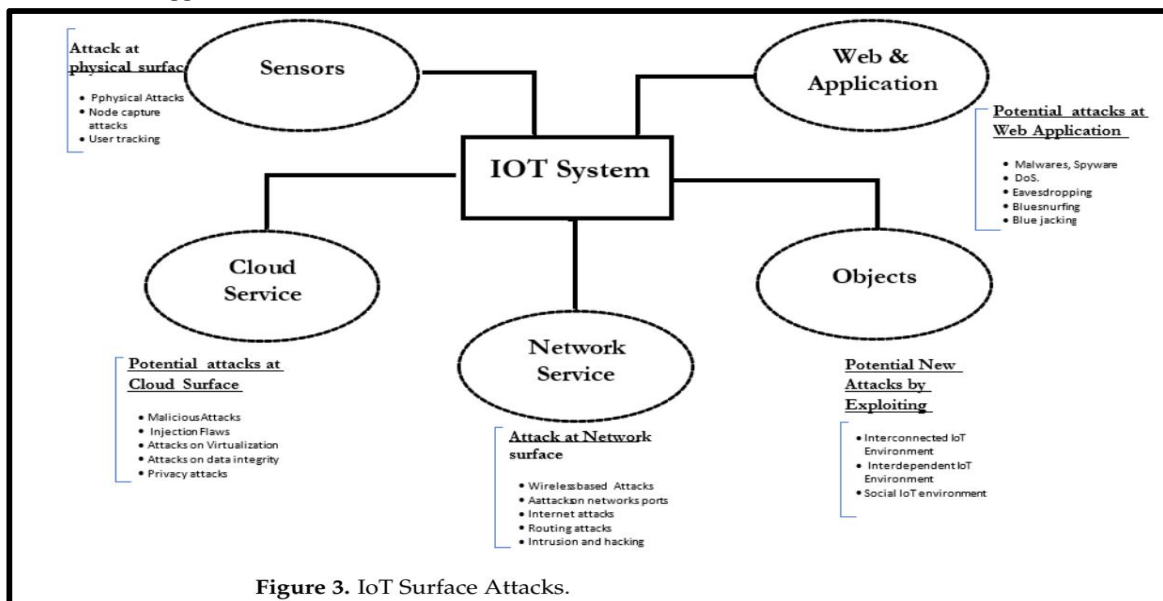 Attack at
physical surfac
• Pphysical Attacks
• Node capture
attacks
• User tracking
Sensors
Web &
Application
Potential attacks at
Web Application
• Malwares, Spyware
• DoS.
• Eavesdropping
• Bluesnurfing
• Blue jacking
IOT System
Cloud
Service
Objects
Network
Service
Potential attacks at
Cloud Surface
• Malicious Attacks
• Injection Flaws
• Attacks on Virtualization
• Attacks on data integrity
• Privacy attacks
Attack at Network
surface
• Wirelessbased Attacks
• Aattackson networks ports
• Internet attacks
• Routing attacks
• Intrusion and hacking
Potential New
Attacks by
Exploiting
• Interconnected IoT
Environment
• Interdependent IoT
Environment
• Social IoT environment
Figure 3. IoT Surface Attacks.